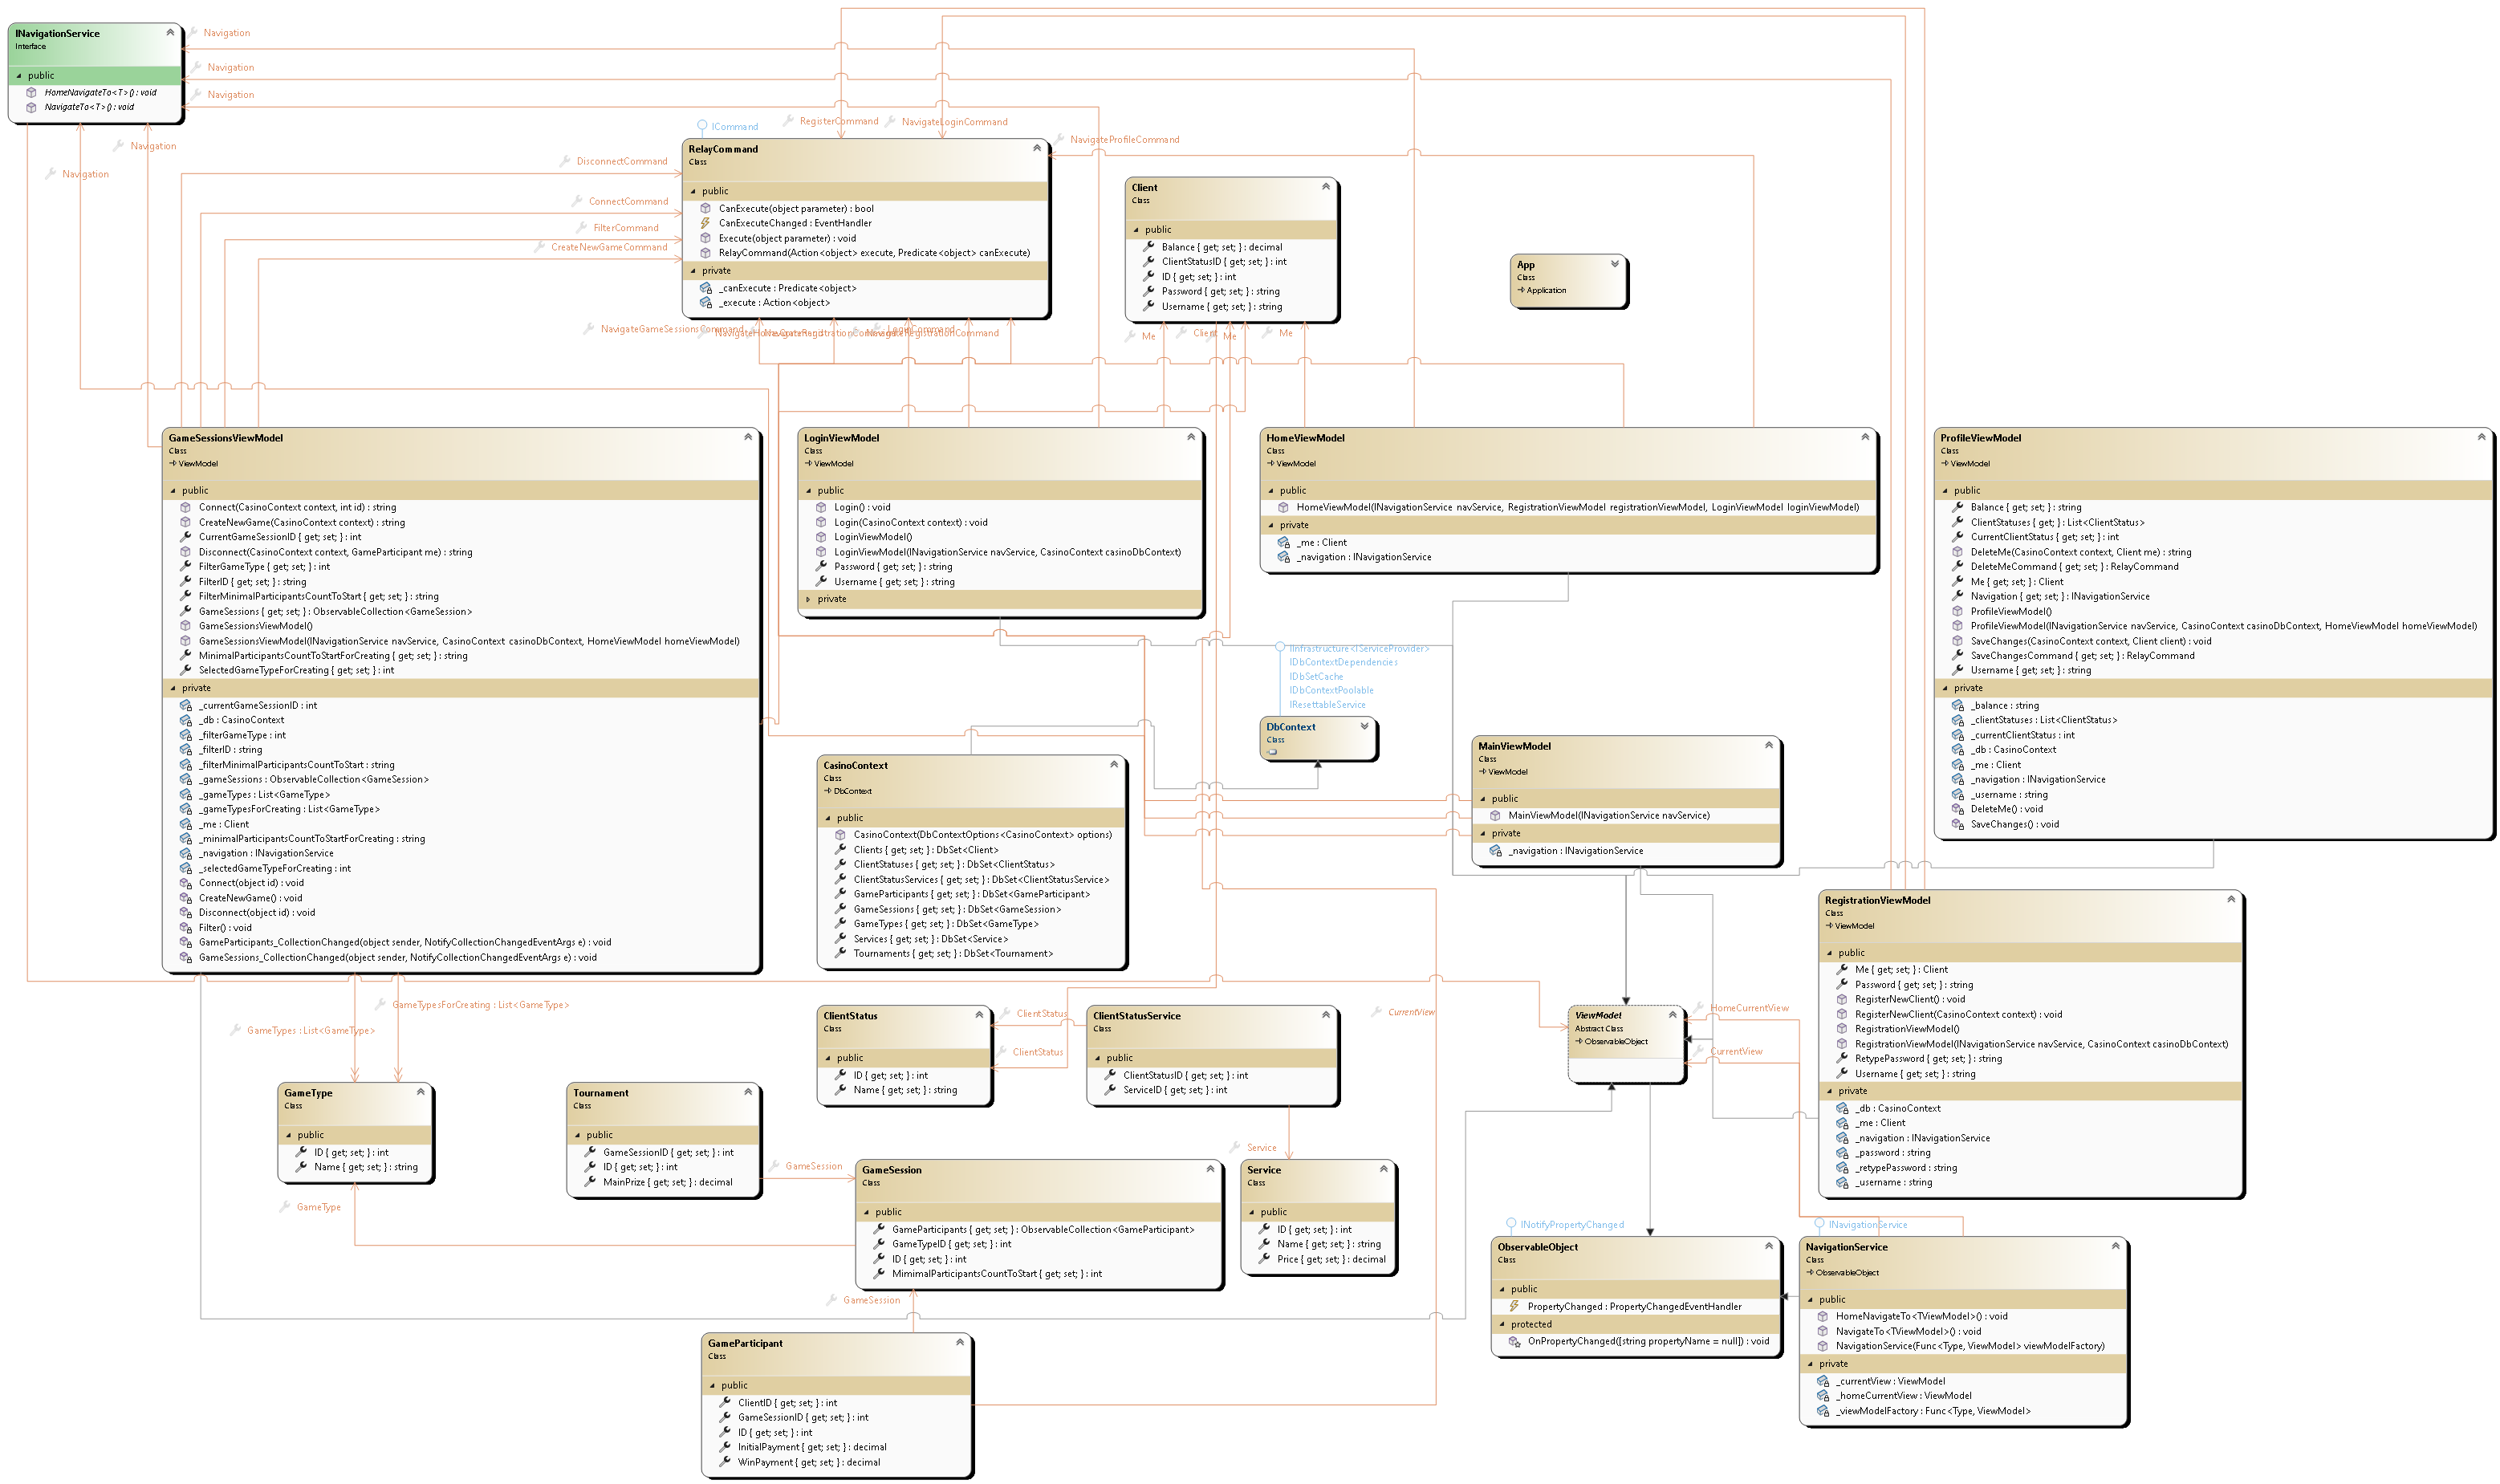 INavigationService
Interface
public
HomeNavigateTo<T>() : void
NavigateTo<T>() : void
Navigation
Navigation
Navigation
Navigation
Navigation
ICommand
RegisterCommand
NavigateLoginCommand
NavigateProfileCommand
DisconnectCommand
ConnectCommand
FilterCommand
CreateNewGameCommand
RelayCommand
Class
public
CanExecute(object parameter) : bool
CanExecuteChanged : EventHandler
Execute(object parameter) : void
RelayCommand(Action<object> execute, Predicate<object> canExecute)
private
_canExecute : Predicate<object>
_execute : Action<object>
Client
Class
public
Balance { get; set; } : decimal
ClientStatusID { get; set; } : int
ID { get; set; } : int
Password { get; set; } : string
Username { get; set; } : string
App
Class
Application
NavigateGameSessionsCommand
NavigateRegistrationCommand
Me
Client
Me
Me
GameSessionsViewModel
Class
ViewModel
public
Connect(CasinoContext context, int id) : string
CreateNewGame(CasinoContext context) : string
CurrentGameSessionID { get; set; } : int
Disconnect(CasinoContext context, GameParticipant me) : string
FilterGameType { get; set; } : int
FilterID { get; set; } : string
FilterMinimalParticipantsCountToStart { get; set; } : string
GameSessions { get; set; } : ObservableCollection<GameSession>
GameSessionsViewModel()
GameSessionsViewModel(INavigationService navService, CasinoContext casinoDbContext, HomeViewModel homeViewModel)
MinimalParticipantsCountToStartForCreating { get; set; } : string
SelectedGameTypeForCreating { get; set; } : int
private
_currentGameSessionID : int
_db : CasinoContext
_filterGameType : int
_filterID : string
_filterMinimalParticipantsCountToStart : string
_gameSessions : ObservableCollection<GameSession>
_gameTypes : List<GameType>
_gameTypesForCreating : List<GameType>
_me : Client
_minimalParticipantsCountToStartForCreating : string
_navigation : INavigationService
_selectedGameTypeForCreating : int
Connect(object id) : void
CreateNewGame() : void
Disconnect(object id) : void
Filter() : void
GameParticipants_CollectionChanged(object sender, NotifyCollectionChangedEventArgs e) : void
GameSessions_CollectionChanged(object sender, NotifyCollectionChangedEventArgs e) : void
LoginViewModel
Class
ViewModel
public
Login() : void
Login(CasinoContext context) : void
LoginViewModel()
LoginViewModel(INavigationService navService, CasinoContext casinoDbContext)
Password { get; set; } : string
Username { get; set; } : string
private
HomeViewModel
Class
ViewModel
public
HomeViewModel(INavigationService navService, RegistrationViewModel registrationViewModel, LoginViewModel loginViewModel)
private
_me : Client
_navigation : INavigationService
ProfileViewModel
Class
ViewModel
public
Balance { get; set; } : string
ClientStatuses { get; } : List<ClientStatus>
CurrentClientStatus { get; set; } : int
DeleteMe(CasinoContext context, Client me) : string
DeleteMeCommand { get; set; } : RelayCommand
Me { get; set; } : Client
Navigation { get; set; } : INavigationService
ProfileViewModel()
ProfileViewModel(INavigationService navService, CasinoContext casinoDbContext, HomeViewModel homeViewModel)
SaveChanges(CasinoContext context, Client client) : void
SaveChangesCommand { get; set; } : RelayCommand
Username { get; set; } : string
private
_balance : string
_clientStatuses : List<ClientStatus>
_currentClientStatus : int
_db : CasinoContext
_me : Client
_navigation : INavigationService
_username : string
DeleteMe() : void
SaveChanges() : void
IInfrastructure<IServiceProvider>
IDbContextDependencies
IDbSetCache
IDbContextPoolable
IResettableService
DbContext
Class
MainViewModel
Class
ViewModel
public
MainViewModel(INavigationService navService)
private
_navigation : INavigationService
CasinoContext
Class
DbContext
public
CasinoContext(DbContextOptions<CasinoContext> options)
Clients { get; set; } : DbSet<Client>
ClientStatuses { get; set; } : DbSet<ClientStatus>
ClientStatusServices { get; set; } : DbSet<ClientStatusService>
GameParticipants { get; set; } : DbSet<GameParticipant>
GameSessions { get; set; } : DbSet<GameSession>
GameTypes { get; set; } : DbSet<GameType>
Services { get; set; } : DbSet<Service>
Tournaments { get; set; } : DbSet<Tournament>
RegistrationViewModel
Class
ViewModel
public
Me { get; set; } : Client
Password { get; set; } : string
RegisterNewClient() : void
RegisterNewClient(CasinoContext context) : void
RegistrationViewModel()
RegistrationViewModel(INavigationService navService, CasinoContext casinoDbContext)
RetypePassword { get; set; } : string
Username { get; set; } : string
private
_db : CasinoContext
_me : Client
_navigation : INavigationService
_password : string
_retypePassword : string
_username : string
GameTypesForCreating : List<GameType>
GameTypes : List<GameType>
ClientStatus
Class
public
ID { get; set; } : int
Name { get; set; } : string
ClientStatus
ClientStatus
ClientStatusService
Class
public
ClientStatusID { get; set; } : int
ServiceID { get; set; } : int
CurrentView
ViewModel
Abstract Class
ObservableObject
HomeCurrentView
CurrentView
GameType
Class
public
ID { get; set; } : int
Name { get; set; } : string
GameType
Tournament
Class
public
GameSessionID { get; set; } : int
ID { get; set; } : int
MainPrize { get; set; } : decimal
GameSession
GameSession
Class
public
GameParticipants { get; set; } : ObservableCollection<GameParticipant>
GameTypeID { get; set; } : int
ID { get; set; } : int
MimimalParticipantsCountToStart { get; set; } : int
Service
Service
Class
public
ID { get; set; } : int
Name { get; set; } : string
Price { get; set; } : decimal
INotifyPropertyChanged
ObservableObject
Class
public
PropertyChanged : PropertyChangedEventHandler
protected
OnPropertyChanged([string propertyName = null]) : void
INavigationService
NavigationService
Class
ObservableObject
public
HomeNavigateTo<TViewModel>() : void
NavigateTo<TViewModel>() : void
NavigationService(Func<Type, ViewModel> viewModelFactory)
private
_currentView : ViewModel
_homeCurrentView : ViewModel
_viewModelFactory : Func<Type, ViewModel>
GameSession
GameParticipant
Class
public
ClientID { get; set; } : int
GameSessionID { get; set; } : int
ID { get; set; } : int
InitialPayment { get; set; } : decimal
WinPayment { get; set; } : decimal